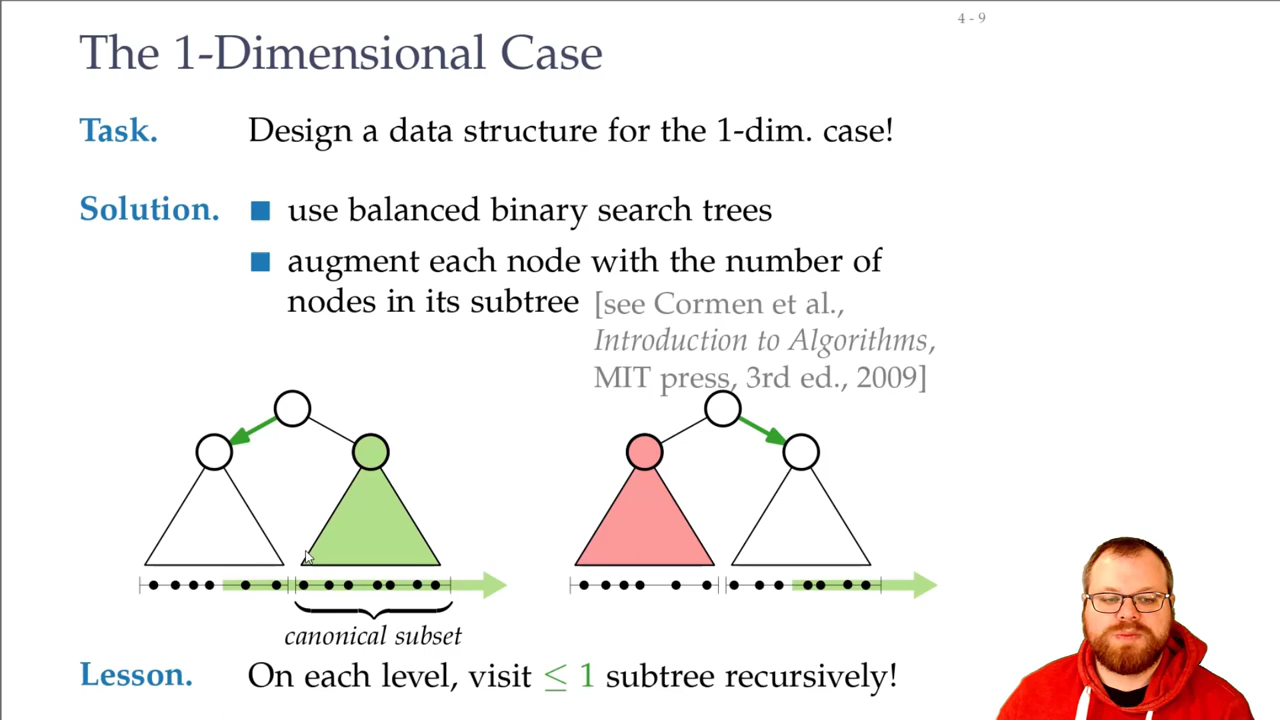 4 - 9
The 1-Dimensional Case
Task. Design a data structure for the 1-dim. case!
Solution. ■ use balanced binary search trees
■ augment each node with the number of
nodes in its subtree [see Cormen et al.,
Introduction to Algorithms,
MIT press, 3rd ed., 2009]
canonical subset
Lesson. On each level, visit ≤ 1 subtree recursively!